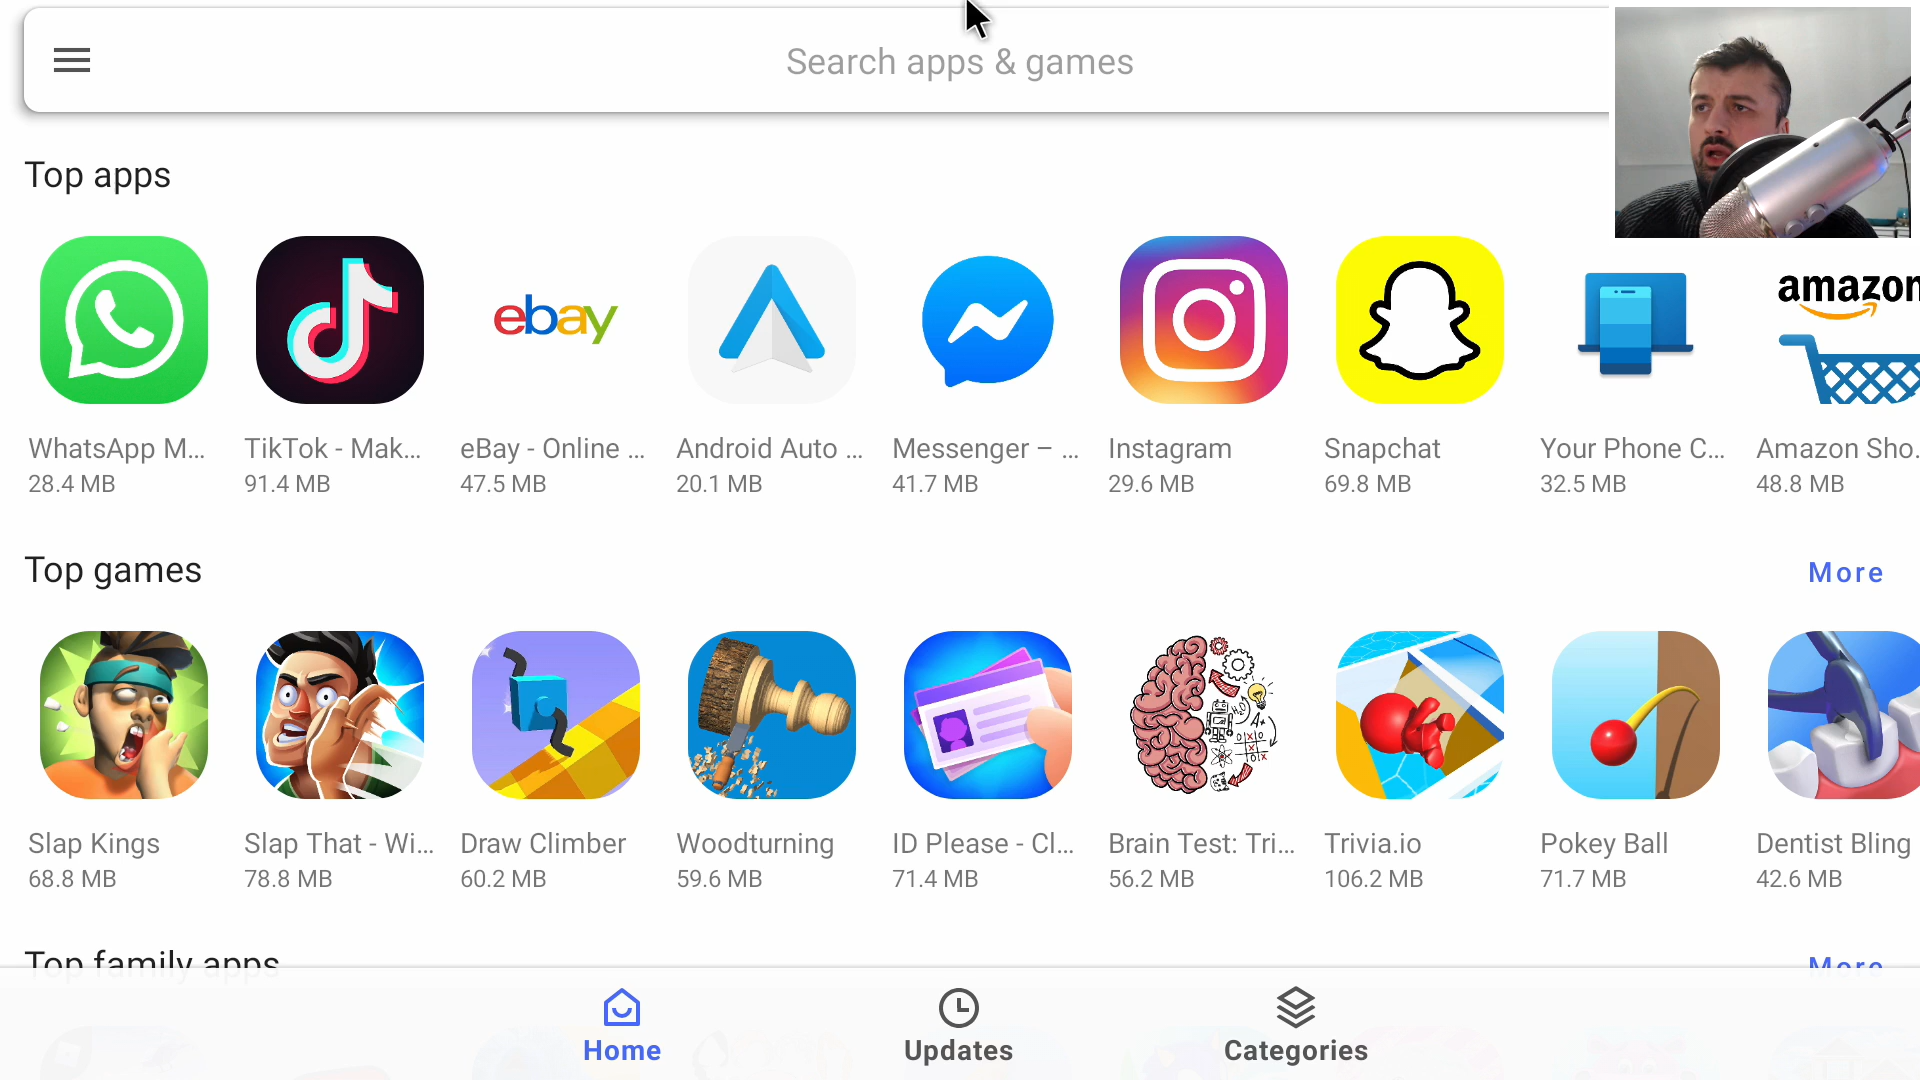 Search apps & games
Top apps
ebay
amazon
WhatsApp M...
TikTok - Mak...
eBay - Online ...
Android Auto ...
Messenger – ...
Instagram
Snapchat
Your Phone C...
Amazon Sho.
28.4 MB
91.4 MB
47.5 MB
20.1 MB
41.7 MB
29.6 MB
69.8 MB
32.5 MB
48.8 MB
Top games
More
Slap Kings
Slap That - Wi...
Draw Climber
Woodturning
ID Please - Cl...
Brain Test: Tri...
Trivia.io
Pokey Ball
Dentist Bling
68.8 MB
78.8 MB
60.2 MB
59.6 MB
71.4 MB
56.2 MB
106.2 MB
71.7 MB
42.6 MB
Top family apps
More
Home
Updates
Categories